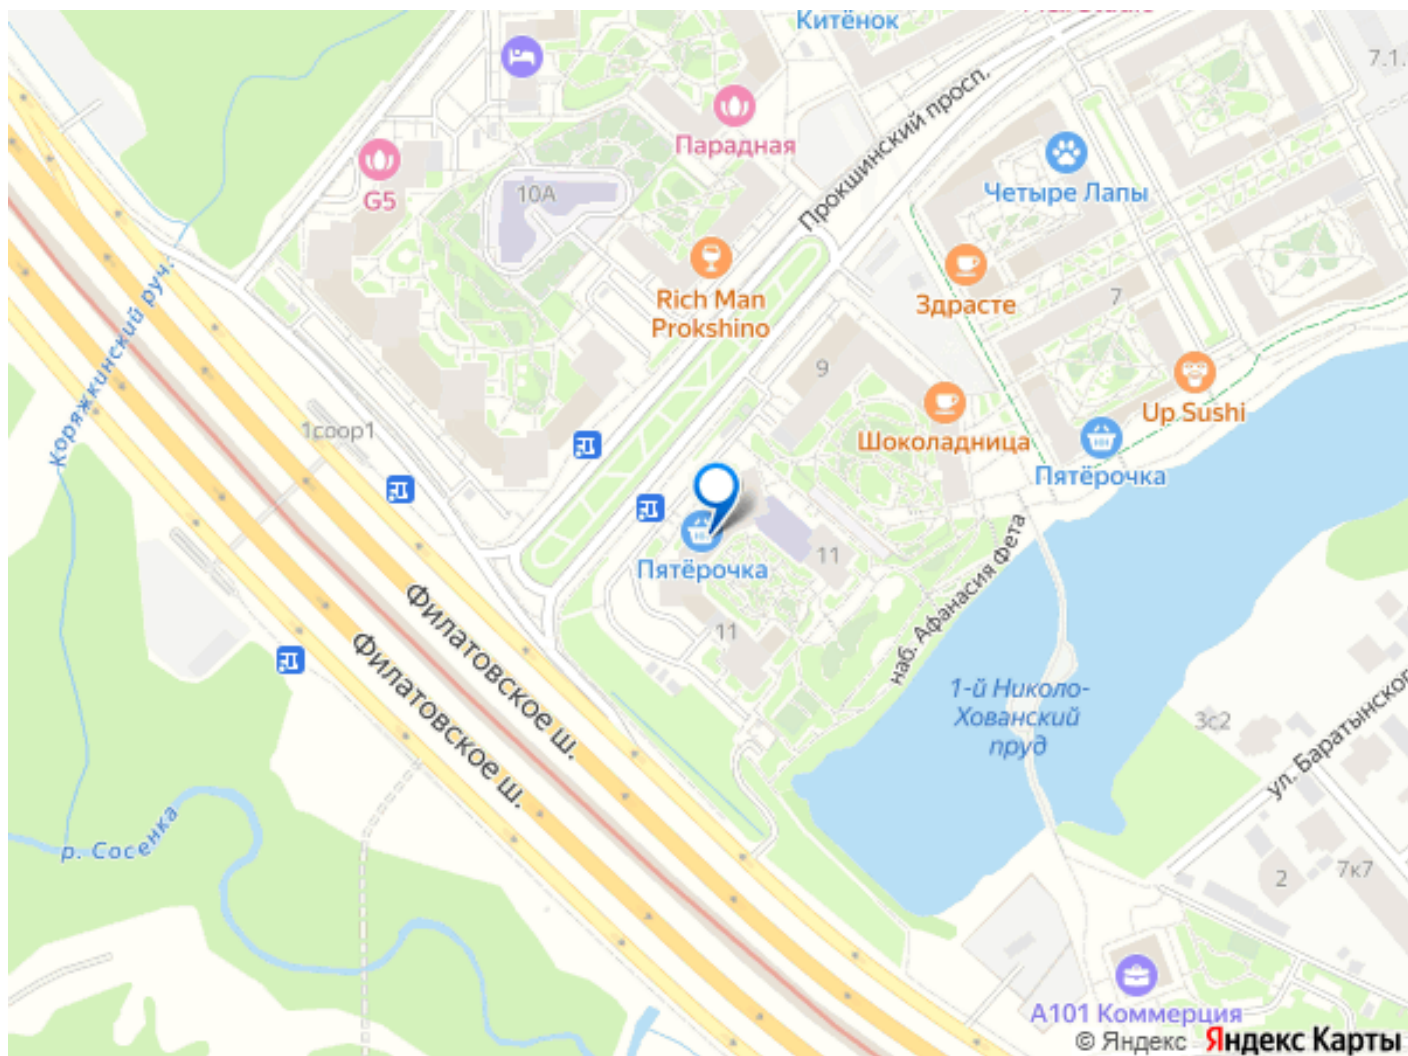 Китёнок
7.1.
Прокшинский просп.
Парадная
10А
G5
Четыре Лапы
Rich Man
Prokshino
Здрасте
7
Коряжкинский руч.
9
Up Sushi
1соор1
Шоколадница
Пятёрочка
Пятёрочка
11
наб. Афанасия Фета
11
Филатовское ш.
Филатовское ш.
1-й Николо-
Хованский
пруд
3с2
ул. Баратынского
р. Сосенка
2
7к7
А101 Коммерция
© Яндекс Яндекс Карты